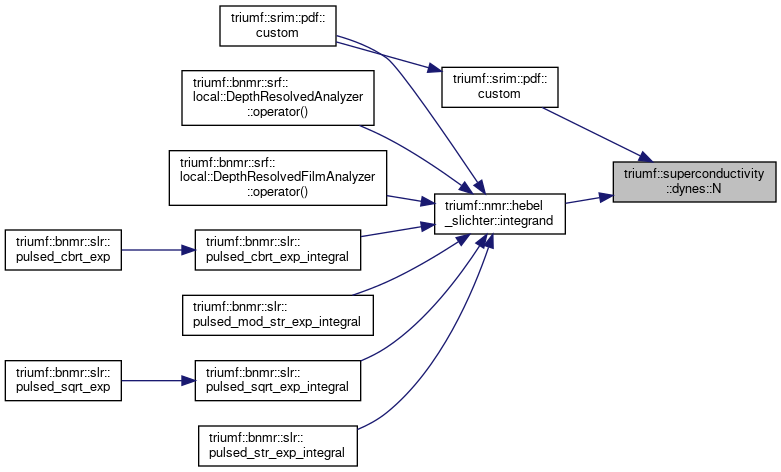 triumf::srim::pdf::
custom
triumf::bnmr::srf::
local::DepthResolvedAnalyzer
::operator()
triumf::srim::pdf::
custom
triumf::bnmr::srf::
local::DepthResolvedFilmAnalyzer
::operator()
triumf::superconductivity
::dynes::N
triumf::nmr::hebel
_slichter::integrand
triumf::bnmr::slr::
pulsed_cbrt_exp
triumf::bnmr::slr::
pulsed_cbrt_exp_integral
triumf::bnmr::slr::
pulsed_mod_str_exp_integral
triumf::bnmr::slr::
pulsed_sqrt_exp
triumf::bnmr::slr::
pulsed_sqrt_exp_integral
triumf::bnmr::slr::
pulsed_str_exp_integral